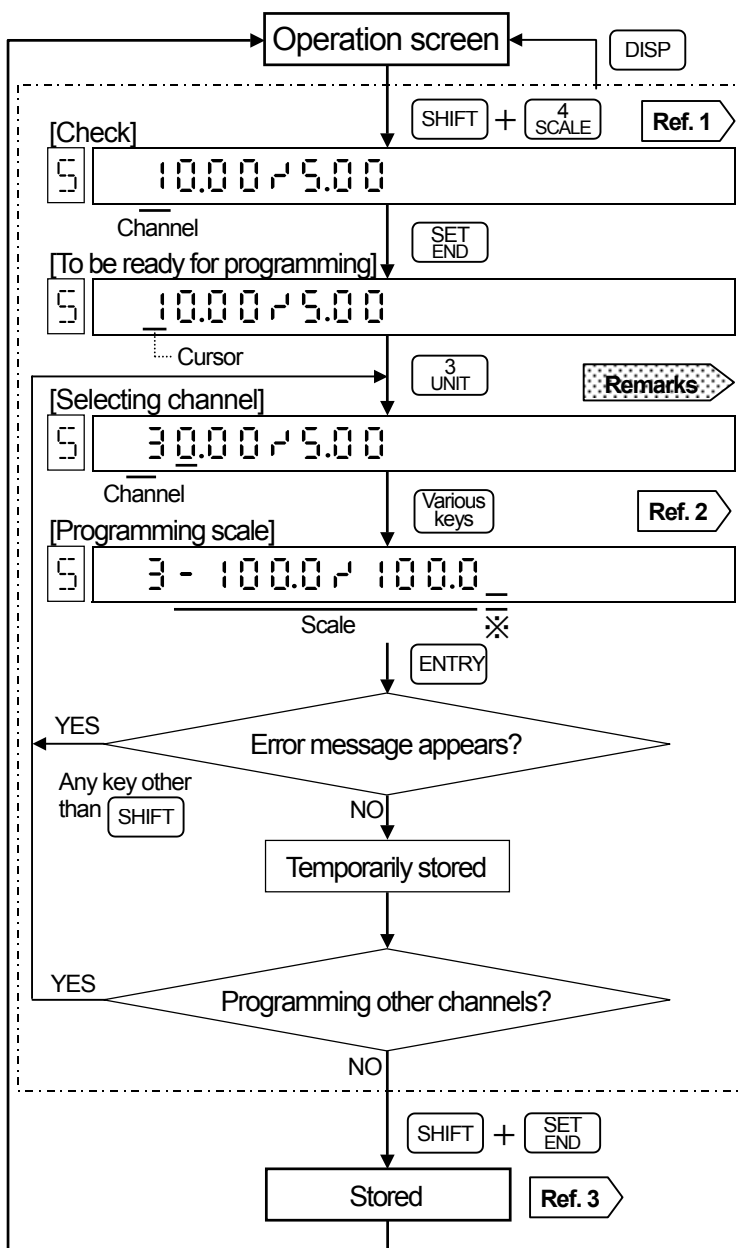 Operation screen
DISP
SHIFT + 4 SCALE
Ref. 1
[Check]
5 10.00/5.00
Channel
SET END
[To be ready for programming]
5 10.00/5.00
Cursor
3 UNIT
Remarks
[Selecting channel]
5 30.00/5.00
Channel
Various keys
Ref. 2
[Programming scale]
5 3-100.0/100.0
Scale
※
ENTRY
YES
Error message appears?
Any key other
than SHIFT
NO
Temporarily stored
YES
Programming other channels?
NO
SHIFT + SET END
Stored
Ref. 3